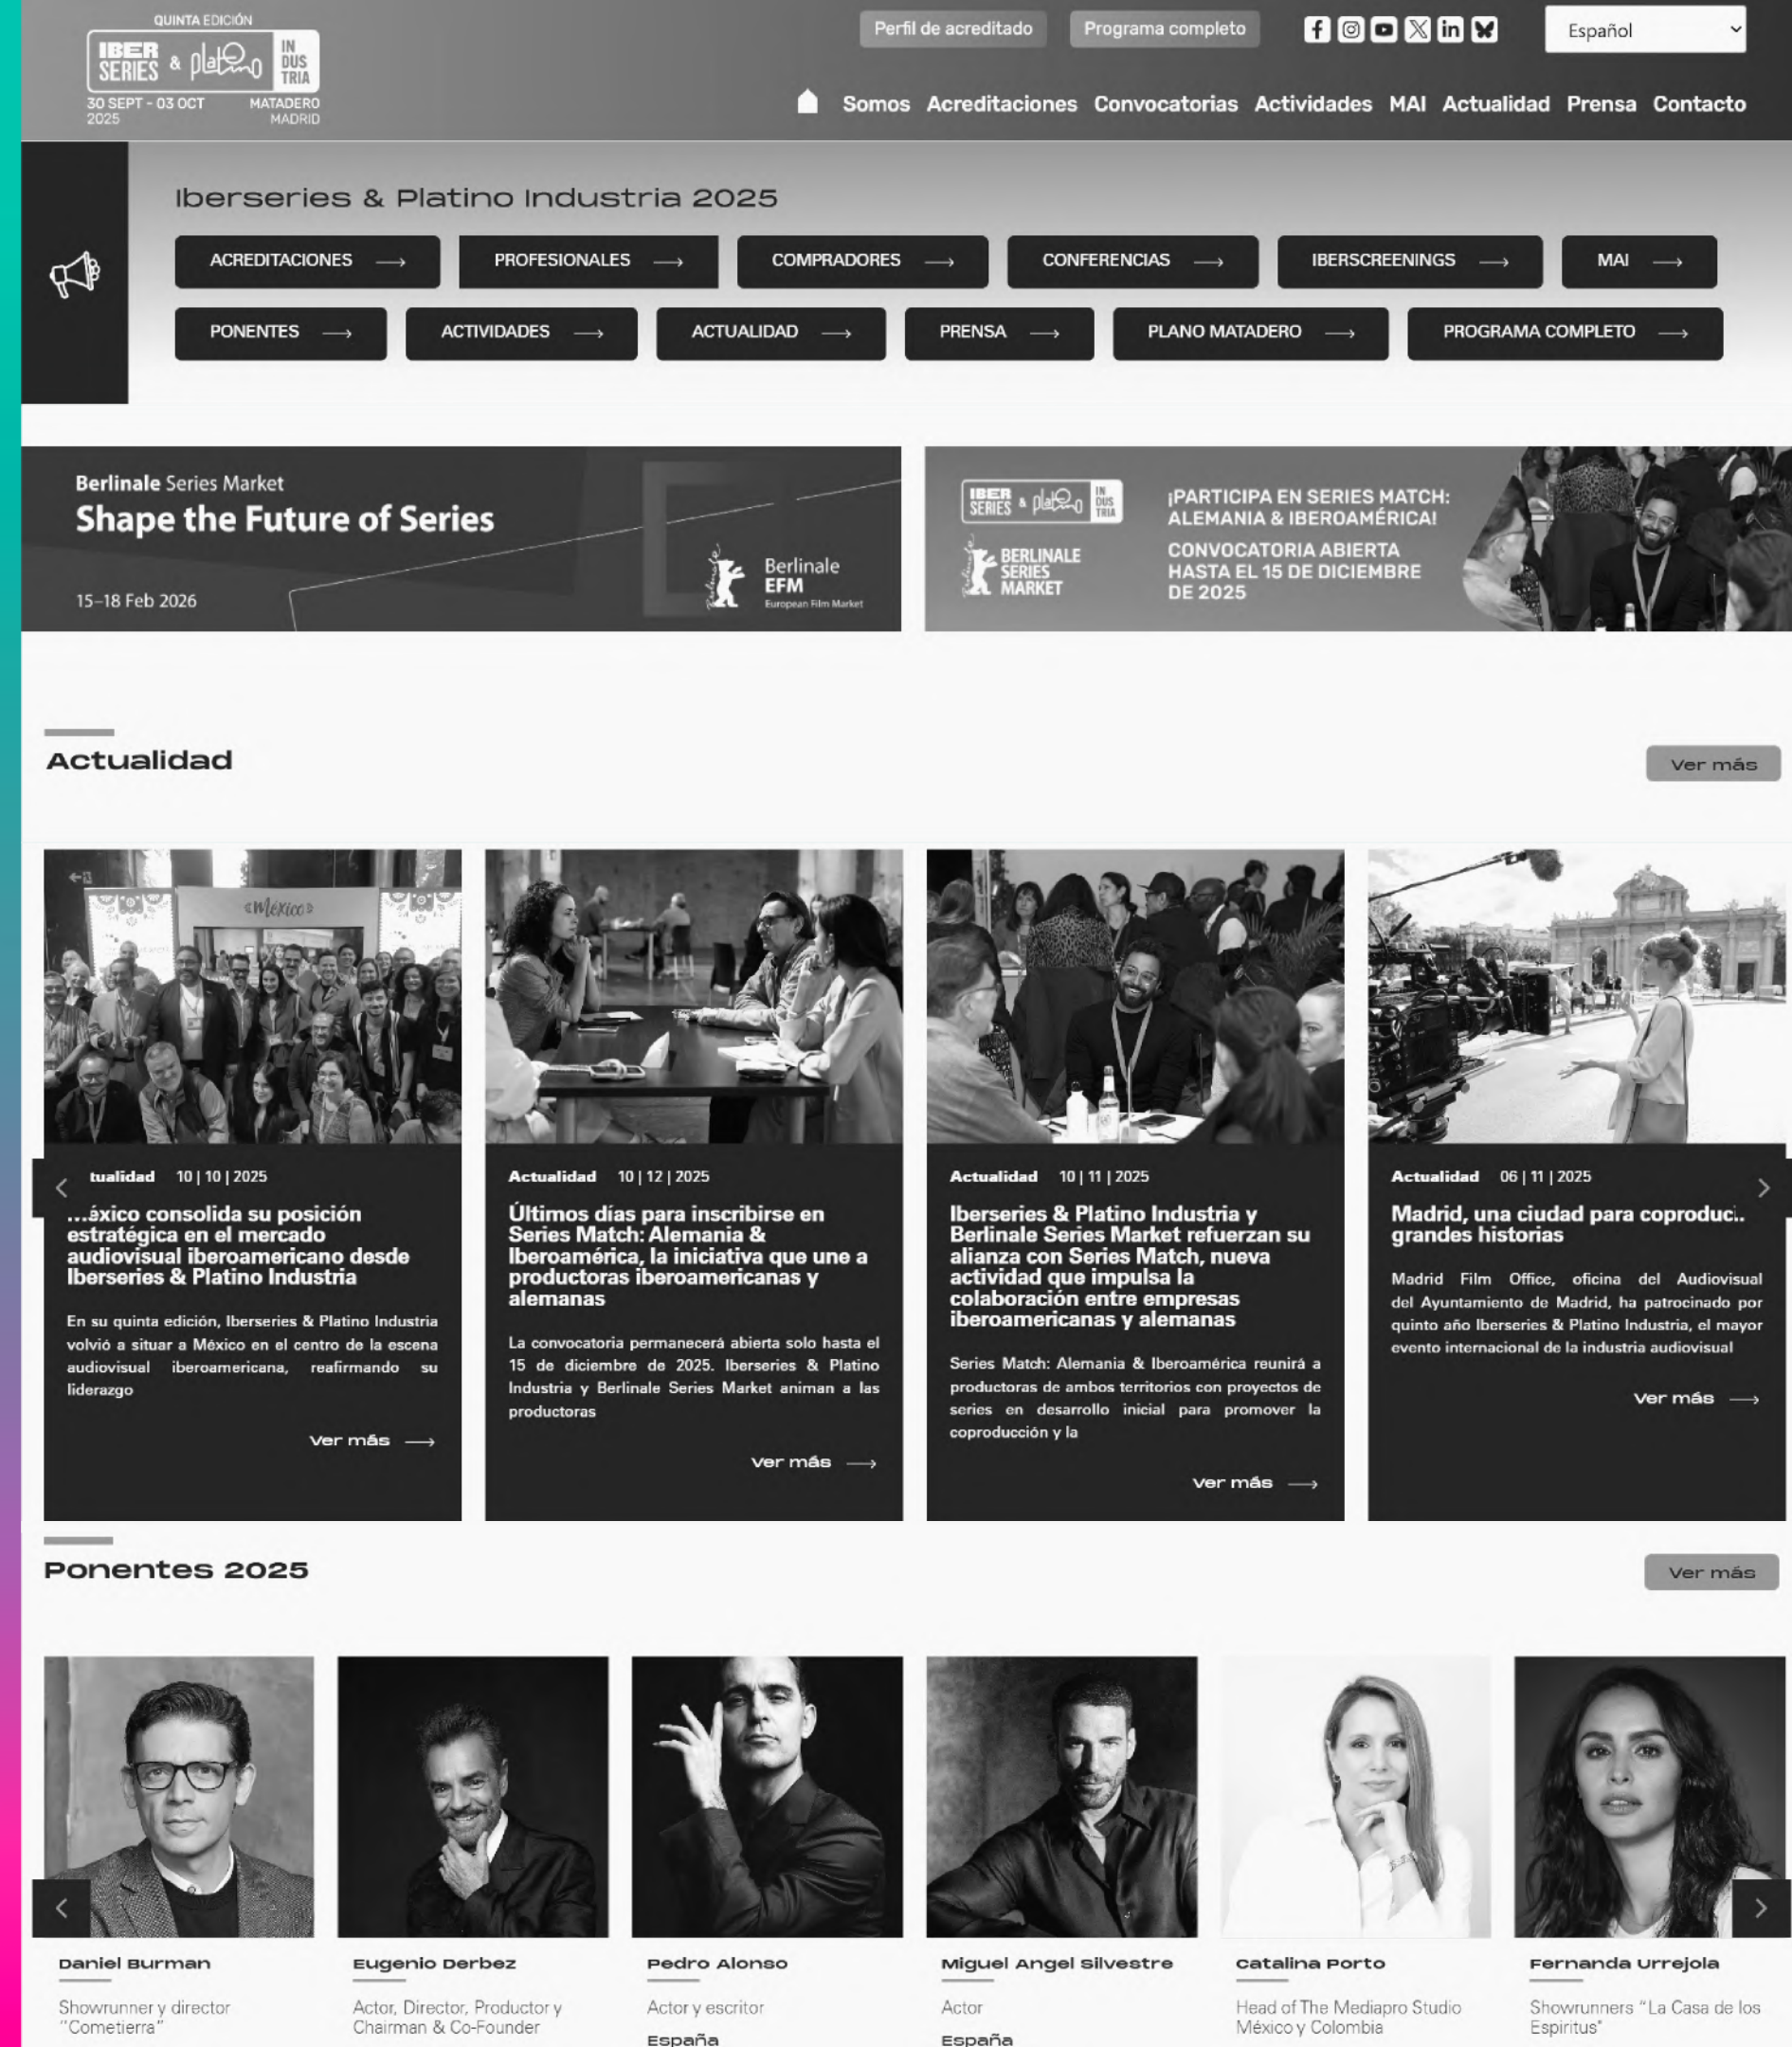 QUINTA EDICIÓN
IBER SERIES & platino INDUSTRIA
30 SEPT - 03 OCT 2025
MATADERO MADRID
Perfil de acreditado
Programa completo
Español
Somos Acreditaciones Convocatorias Actividades MAI Actualidad Prensa Contacto
Iberseries & Platino Industria 2025
ACREDITACIONES
PROFESIONALES
COMPRADORES
CONFERENCIAS
IBERSCREENINGS
MAI
PONENTES
ACTIVIDADES
ACTUALIDAD
PRENSA
PLANO MATADERO
PROGRAMA COMPLETO
Berlinale Series Market
Shape the Future of Series
15–18 Feb 2026
Berlinale
EFM
European Film Market
IBER SERIES & platino INDUSTRIA
BERLINALE
SERIES
MARKET
¡PARTICIPA EN SERIES MATCH:
ALEMANIA & IBEROAMÉRICA!
CONVOCATORIA ABIERTA
HASTA EL 15 DE DICIEMBRE
DE 2025
Actualidad
Ver más
México
tualidad 10 | 10 | 2025
éxico consolida su posición
estratégica en el mercado
audiovisual iberoamericano desde
Iberseries & Platino Industria
En su quinta edición, Iberseries & Platino Industria
volvió a situar a México en el centro de la escena
audiovisual iberoamericana, reafirmando su
liderazgo
Ver más
Actualidad 10 | 12 | 2025
Últimos días para inscribirse en
Series Match: Alemania &
Iberoamérica, la iniciativa que une a
productoras iberoamericanas y
alemanas
La convocatoria permanecerá abierta solo hasta el
15 de diciembre de 2025. Iberseries & Platino
Industria y Berlinale Series Market animan a las
productoras
Ver más
Actualidad 10 | 11 | 2025
Iberseries & Platino Industria y
Berlinale Series Market refuerzan su
alianza con Series Match, nueva
actividad que impulsa la
colaboración entre empresas
iberoamericanas y alemanas
Series Match: Alemania & Iberoamérica reunirá a
productoras de ambos territorios con proyectos de
series en desarrollo inicial para promover la
coproducción y la
Ver más
Actualidad 06 | 11 | 2025
Madrid, una ciudad para coproduc..
grandes historias
Madrid Film Office, oficina del Audiovisual
del Ayuntamiento de Madrid, ha patrocinado por
quinto año Iberseries & Platino Industria, el mayor
evento internacional de la industria audiovisual
Ver más
Ponentes 2025
Ver más
Daniel Burman
Showrunner y director
"Cometierra"
Eugenio Derbez
Actor, Director, Productor y
Chairman & Co-Founder
Pedro Alonso
Actor y escritor
España
Miguel Angel Silvestre
Actor
España
Catalina Porto
Head of The Mediapro Studio
México y Colombia
Fernanda Urrejola
Showrunners "La Casa de los
Espiritus"